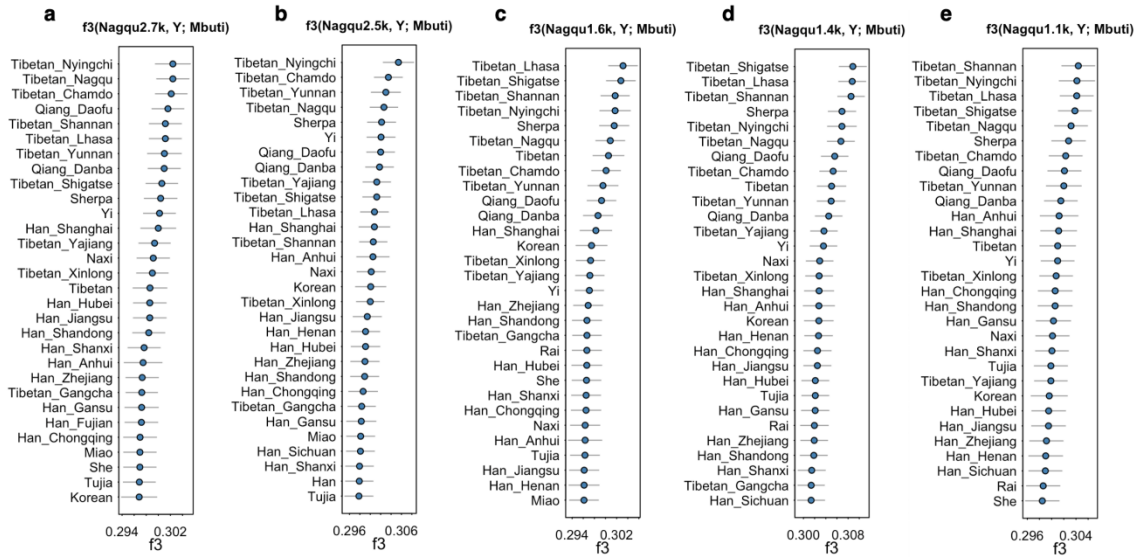 a
f3(Nagqu2.7k, Y; Mbuti)
Tibetan_Nyingchi
Tibetan_Nagqu
Tibetan_Chamdo
Qiang_Daofu
Tibetan_Shannan
Tibetan_Lhasa
Tibetan_Yunnan
Qiang_Danba
Tibetan_Shigatse
Sherpa
Yi
Han_Shanghai
Tibetan_Yajiang
Naxi
Tibetan_Xinlong
Tibetan
Han_Hubei
Han_Jiangsu
Han_Shandong
Han_Shanxi
Han_Anhui
Han_Zhejiang
Tibetan_Gangcha
Han_Gansu
Han_Fujian
Han_Chongqing
Miao
She
Tujia
Korean
0.294 0.302
f3
b
f3(Nagqu2.5k, Y; Mbuti)
Tibetan_Nyingchi
Tibetan_Chamdo
Tibetan_Yunnan
Tibetan_Nagqu
Sherpa
Yi
Qiang_Daofu
Qiang_Danba
Tibetan_Yajiang
Tibetan_Shigatse
Tibetan_Lhasa
Han_Shanghai
Tibetan_Shannan
Han_Anhui
Naxi
Korean
Tibetan_Xinlong
Han_Jiangsu
Han_Henan
Han_Hubei
Han_Zhejiang
Han_Shandong
Han_Chongqing
Tibetan_Gangcha
Han_Gansu
Miao
Han_Sichuan
Han_Shanxi
Han
Tujia
0.296 0.306
f3
c
f3(Nagqu1.6k, Y; Mbuti)
Tibetan_Lhasa
Tibetan_Shigatse
Tibetan_Shannan
Tibetan_Nyingchi
Sherpa
Tibetan_Nagqu
Tibetan
Tibetan_Chamdo
Tibetan_Yunnan
Qiang_Daofu
Qiang_Danba
Han_Shanghai
Korean
Tibetan_Xinlong
Tibetan_Yajiang
Yi
Han_Zhejiang
Han_Shandong
Tibetan_Gangcha
Rai
Han_Hubei
She
Han_Shanxi
Han_Chongqing
Naxi
Han_Anhui
Tujia
Han_Jiangsu
Han_Henan
Miao
0.294 0.302
f3
d
f3(Nagqu1.4k, Y; Mbuti)
Tibetan_Shigatse
Tibetan_Lhasa
Tibetan_Shannan
Sherpa
Tibetan_Nyingchi
Tibetan_Nagqu
Qiang_Daofu
Tibetan_Chamdo
Tibetan
Tibetan_Yunnan
Qiang_Danba
Tibetan_Yajiang
Yi
Naxi
Tibetan_Xinlong
Han_Shanghai
Han_Anhui
Korean
Han_Henan
Han_Chongqing
Han_Jiangsu
Han_Hubei
Tujia
Han_Gansu
Rai
Han_Zhejiang
Han_Shandong
Han_Shanxi
Tibetan_Gangcha
Han_Sichuan
0.300 0.308
f3
e
f3(Nagqu1.1k, Y; Mbuti)
Tibetan_Shannan
Tibetan_Nyingchi
Tibetan_Lhasa
Tibetan_Shigatse
Tibetan_Nagqu
Sherpa
Tibetan_Chamdo
Qiang_Daofu
Tibetan_Yunnan
Qiang_Danba
Han_Anhui
Han_Shanghai
Tibetan
Yi
Tibetan_Xinlong
Han_Chongqing
Han_Shandong
Han_Gansu
Naxi
Han_Shanxi
Tujia
Tibetan_Yajiang
Korean
Han_Hubei
Han_Jiangsu
Han_Zhejiang
Han_Henan
Han_Sichuan
Rai
She
0.296 0.304
f3